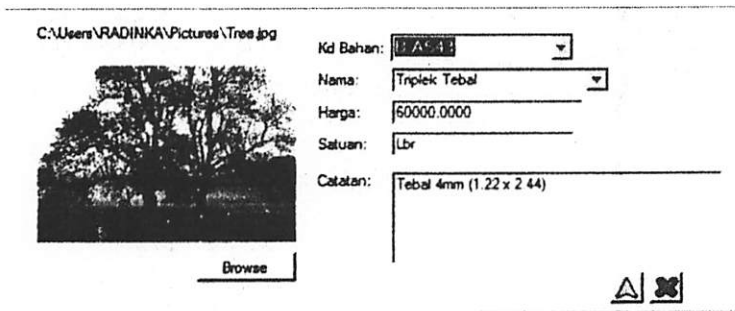 C:\Users\RADINKA\Pictures\Tree.jpg
Kd Bahan:
Nama: Triplek Tebal
Harga: 60000.0000
Satuan: Lbr
Catatan: Tebal 4mm (1.22 x 2 44)
Browse